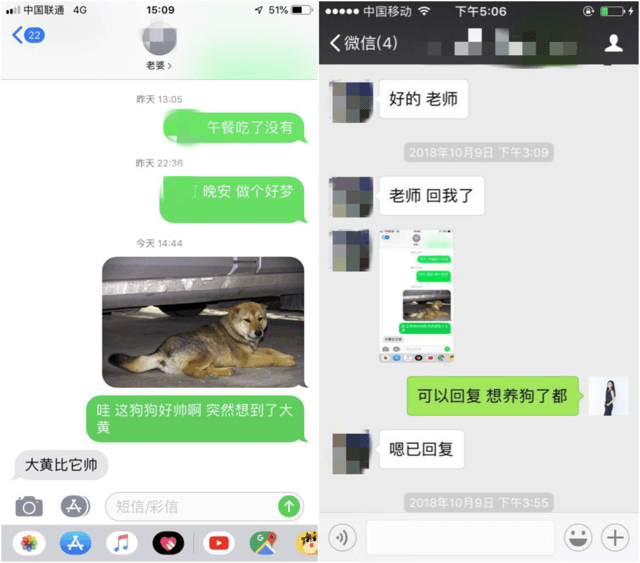 中国联通 4G
15:09
51%
22
老婆
昨天 13:05
午餐吃了没有
昨天 22:36
晚安 做个好梦
今天 14:44
哇 这狗狗好帅啊 突然想到了大
黄
大黄比它帅
短信/彩信
中国移动
下午5:06
微信(4)
好的 老师
2018年10月9日 下午3:09
老师 回我了
大黄比它帅
可以回复 想养狗了都
嗯已回复
2018年10月9日 下午3:55